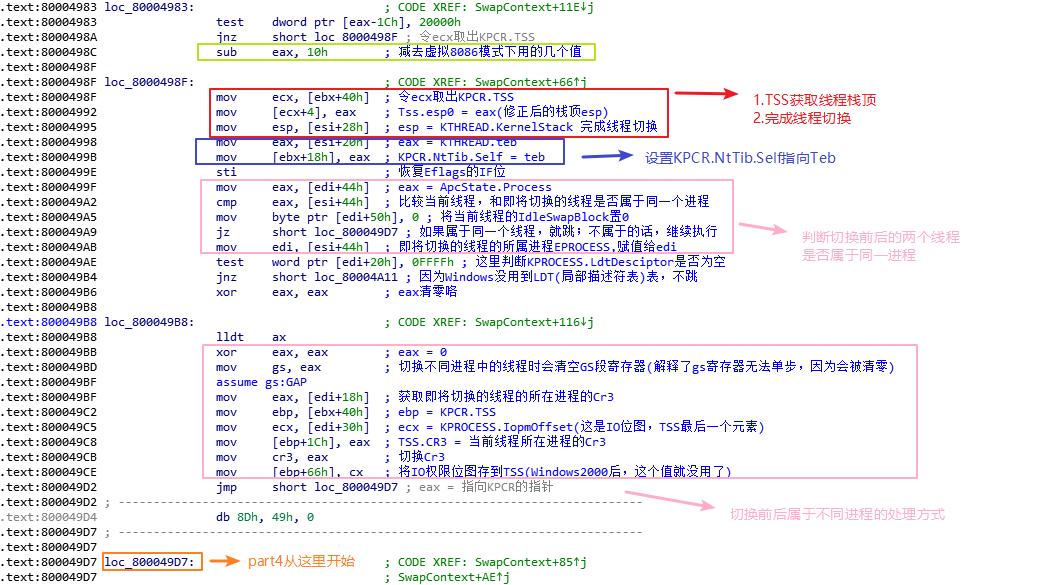 .text:80004983 loc_80004983: ; CODE XREF: SwapContext+11E↓j
.text:80004983 test dword ptr [eax-1Ch], 20000h
.text:8000498A jnz short loc_8000498F ; 令ecx取出KPCR.TSS
.text:8000498C sub eax, 10h ; 减去虚拟8086模式下用的几个值
.text:8000498F
.text:8000498F loc_8000498F: ; CODE XREF: SwapContext+66↑j
.text:8000498F mov ecx, [ebx+40h] ; 令ecx取出KPCR.TSS
.text:80004992 mov [ecx+4], eax ; Tss.esp0 = eax(修正后的栈顶esp)
.text:80004995 mov esp, [esi+28h] ; esp = KTHREAD.KernelStack 完成线程切换
1.TSS获取线程栈顶
2.完成线程切换
.text:80004998 mov eax, [esi+20h] ; eax = KTHREAD.teb
.text:8000499B mov [ebx+18h], eax ; KPCR.NtTib.Self = teb
设置KPCR.NtTib.Self指向Teb
.text:8000499E sti ; 恢复Eflags的IF位
.text:8000499F mov eax, [edi+44h] ; eax = ApcState.Process
.text:800049A2 cmp eax, [esi+44h] ; 比较当前线程，和即将切换的线程是否属于同一个进程
.text:800049A5 mov byte ptr [edi+50h], 0 ; 将当前线程的IdleSwapBlock置0
.text:800049A9 jz short loc_800049D7 ; 如果属于同一个线程，就跳；不属于的话，继续执行
.text:800049AB mov edi, [esi+44h] ; 即将切换的线程的所属进程EPROCESS,赋值给edi
判断切换前后的两个线程
是否属于同一进程
.text:800049AE test word ptr [edi+20h], 0FFFFh ; 这里判断KPROCESS.LdtDesciptor是否为空
.text:800049B4 jnz short loc_80004A11 ; 因为Windows没用到LDT(局部描述符表)表，不跳
.text:800049B6 xor eax, eax ; eax清零咯
.text:800049B8
.text:800049B8 loc_800049B8: ; CODE XREF: SwapContext+116↓j
.text:800049B8 lldt ax
.text:800049BB xor eax, eax ; eax = 0
.text:800049BD mov gs, eax ; 切换不同进程中的线程时会清空GS段寄存器(解释了gs寄存器无法单步，因为会被清零)
.text:800049BF assume gs:GAP
.text:800049BF mov eax, [edi+18h] ; 获取即将切换的线程的所在进程的Cr3
.text:800049C2 mov ebp, [ebx+40h] ; ebp = KPCR.TSS
.text:800049C5 mov ecx, [edi+30h] ; ecx = KPROCESS.IopmOffset(这是IO位图，TSS最后一个元素)
.text:800049C8 mov [ebp+1Ch], eax ; TSS.CR3 = 当前线程所在进程的Cr3
.text:800049CB mov cr3, eax ; 切换Cr3
.text:800049CE mov [ebp+66h], cx ; 将IO权限位图存到TSS(Windows2000后，这个值就没用了)
.text:800049D2 jmp short loc_800049D7 ; eax = 指向KPCR的指针
.text:800049D2 ; ---------------------------------------------------------------------------
切换前后属于不同进程的处理方式
.text:800049D4 db 8Dh, 49h, 0
.text:800049D7 ; ---------------------------------------------------------------------------
.text:800049D7
.text:800049D7 loc_800049D7: part4从这里开始 ; CODE XREF: SwapContext+85↑j
.text:800049D7 ; SwapContext+AE↑j